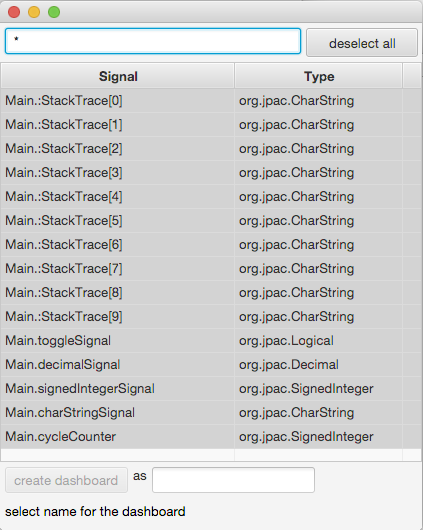 *
deselect all
Signal Type
Main.:StackTrace[0] org.jpac.CharString
Main.:StackTrace[1] org.jpac.CharString
Main.:StackTrace[2] org.jpac.CharString
Main.:StackTrace[3] org.jpac.CharString
Main.:StackTrace[4] org.jpac.CharString
Main.:StackTrace[5] org.jpac.CharString
Main.:StackTrace[6] org.jpac.CharString
Main.:StackTrace[7] org.jpac.CharString
Main.:StackTrace[8] org.jpac.CharString
Main.:StackTrace[9] org.jpac.CharString
Main.toggleSignal org.jpac.Logical
Main.decimalSignal org.jpac.Decimal
Main.signedIntegerSignal org.jpac.SignedInteger
Main.charStringSignal org.jpac.CharString
Main.cycleCounter org.jpac.SignedInteger
create dashboard as
select name for the dashboard